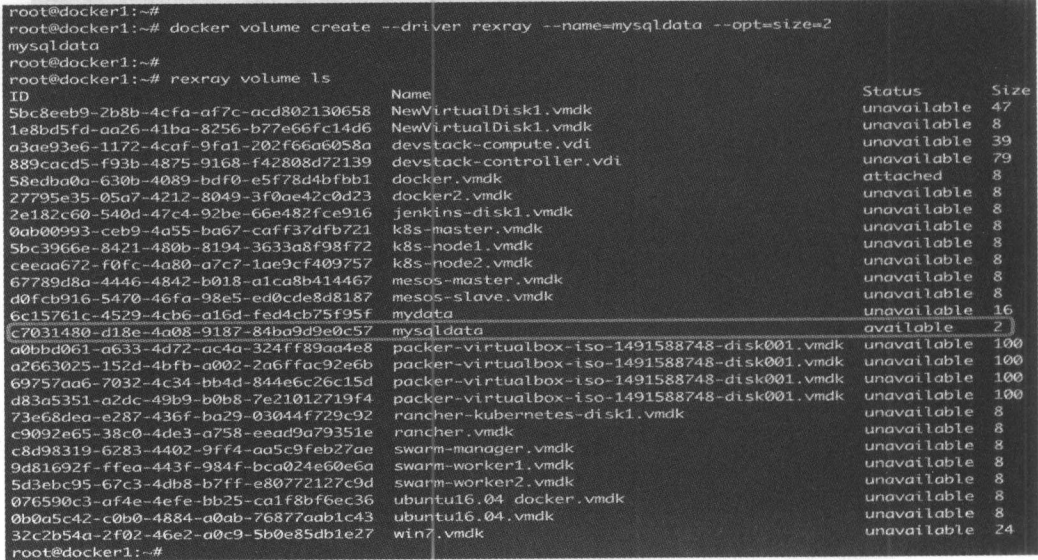 root@docker1:~#
root@docker1:~# docker volume create --driver rexray --name=mysqldata --opt=size=2
mysqldata
root@docker1:~#
root@docker1:~# rexray volume ls
ID Name Status Size
5bc8eeb9-2b8b-4cfa-af7c-acd802130658 NewVirtualDisk1.vmdk unavailable 47
1e8bd5fd-aa26-41ba-8256-b77e66fc14d6 NewVirtualDisk1.vmdk unavailable 8
a3ae93e6-1172-4caf-9fa1-202f66a6058a devstack-compute.vdi unavailable 39
889cacd5-f93b-4875-9168-f42808d72139 devstack-controller.vdi unavailable 79
58edba0a-630b-4089-bdf0-e5f78d4bfbb1 docker.vmdk attached 8
27795e35-05a7-4212-8049-3f0ae42c0d23 docker2.vmdk unavailable 8
2e182c60-540d-47c4-92be-66e482fce916 jenkins-disk1.vmdk unavailable 8
0ab00993-ceb9-4a55-ba67-caff37dfb721 k8s-master.vmdk unavailable 8
5bc3966e-8421-480b-8194-3633a8f98f72 k8s-node1.vmdk unavailable 8
ceeaa672-f0fc-4a80-a7c7-1ae9cf409757 k8s-node2.vmdk unavailable 8
67789d8a-4446-4842-b018-a1ca8b414467 mesos-master.vmdk unavailable 8
d0fcb916-5470-46fa-98e5-ed0cde8d8187 mesos-slave.vmdk unavailable 8
6c15761c-4529-4cb6-a16d-fed4cb75f95f mydata unavailable 16
c7031480-d18e-4a08-9187-84ba9d9e0c57 mysqldata available 2
a0bbd061-a633-4d72-ac4a-324ff89aa4e8 packer-virtualbox-iso-1491588748-disk001.vmdk unavailable 100
a2663025-152d-4bfb-a002-2a6ffac92e6b packer-virtualbox-iso-1491588748-disk001.vmdk unavailable 100
69757aa6-7032-4c34-bb4d-844e6c26c15d packer-virtualbox-iso-1491588748-disk001.vmdk unavailable 100
d83a5351-a2dc-49b9-b0b8-7e21012719f4 packer-virtualbox-iso-1491588748-disk001.vmdk unavailable 100
73e68dea-e287-436f-ba29-03044f729c92 rancher-kubernetes-disk1.vmdk unavailable 8
c9092e65-38c0-4de3-a758-eead9a79351e rancher.vmdk unavailable 8
c8d98319-6283-4402-9ff4-aa5c9feb27ae swarm-manager.vmdk unavailable 8
9d81692f-ffea-443f-984f-bca024e60e6a swarm-worker1.vmdk unavailable 8
5d3ebc95-67c3-4db8-b7ff-e80772127c9d swarm-worker2.vmdk unavailable 8
076590c3-af4e-4efe-bb25-ca1f8bf6ec36 ubuntu16.04 docker.vmdk unavailable 8
0b0a5c42-c0b0-4884-a0ab-76877aab1c43 ubuntu16.04.vmdk unavailable 8
32c2b54a-2f02-46e2-a0c9-5b0e85db1e27 win7.vmdk unavailable 24
root@docker1:~#